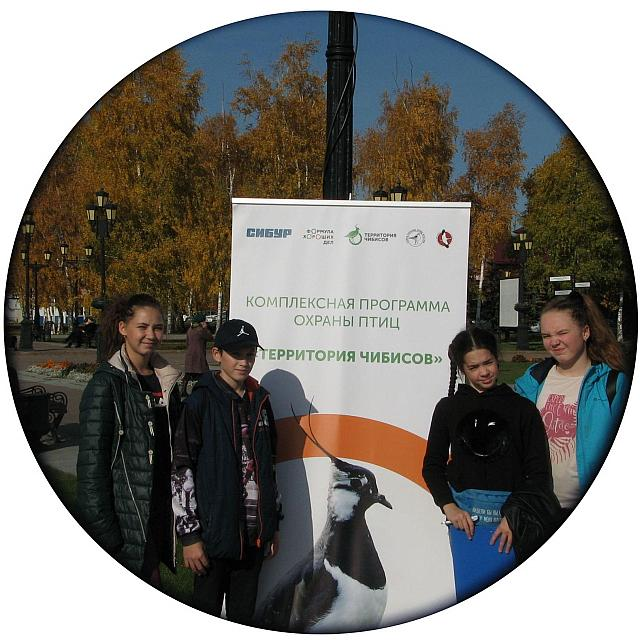 СИБУР
ФОРМУЛА
ХОРОШИХ
ДЕЛ
ТЕРРИТОРИЯ
ЧИБИСОВ
КОМПЛЕКСНАЯ ПРОГРАММА
ОХРАНЫ ПТИЦ
ТЕРРИТОРИЯ ЧИБИСОВ»